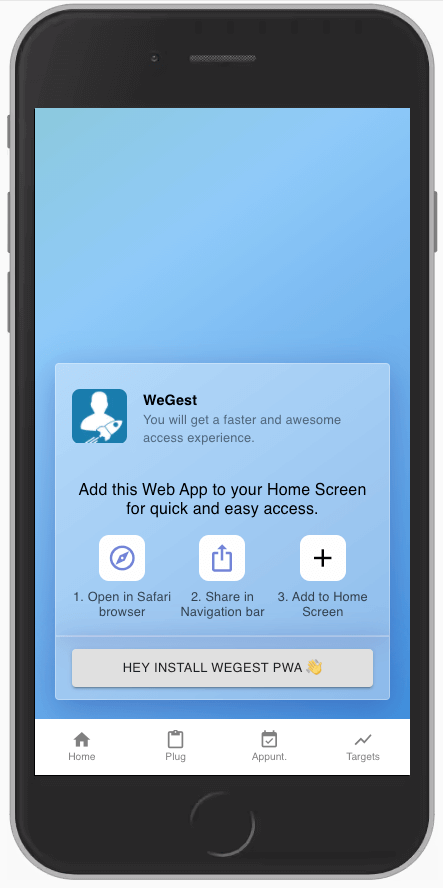 WeGest
You will get a faster and awesome
access experience.
Add this Web App to your Home Screen
for quick and easy access.
1. Open in Safari
browser
2. Share in
Navigation bar
3. Add to Home
Screen
HEY INSTALL WEGEST PWA 👋
Home
Plug
Appunt.
Targets